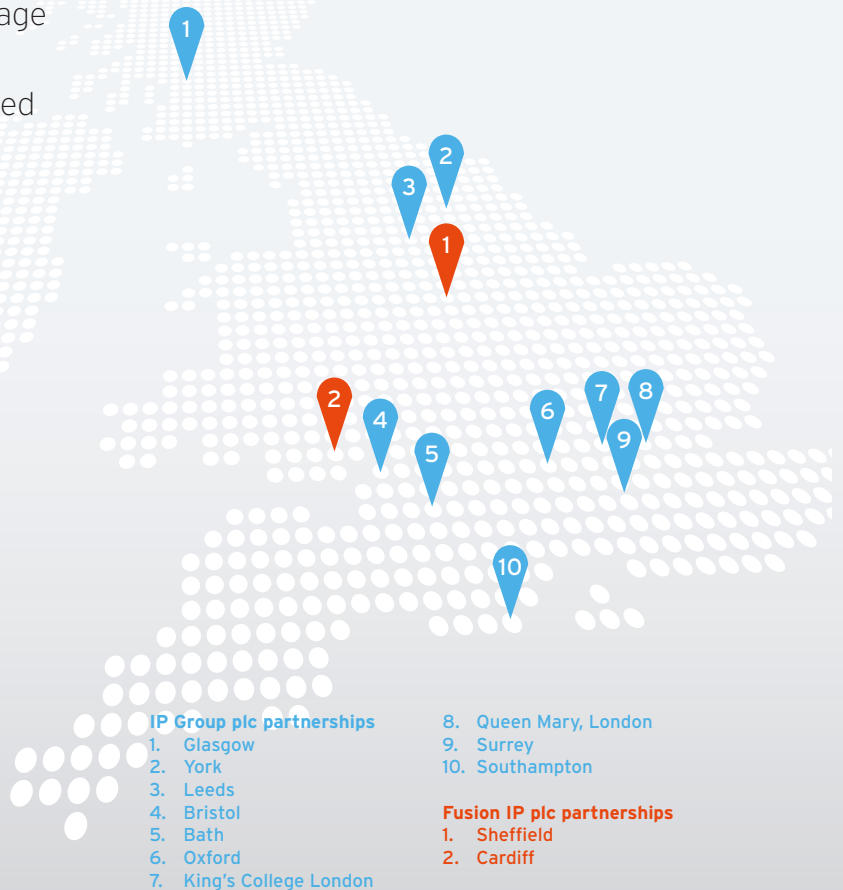 age
ed
1
2
3
1
2
4
5
6
7
8
9
10
IP Group plc partnerships
1. Glasgow
2. York
3. Leeds
4. Bristol
5. Bath
6. Oxford
7. King's College London
8. Queen Mary, London
9. Surrey
10. Southampton
Fusion IP plc partnerships
1. Sheffield
2. Cardiff